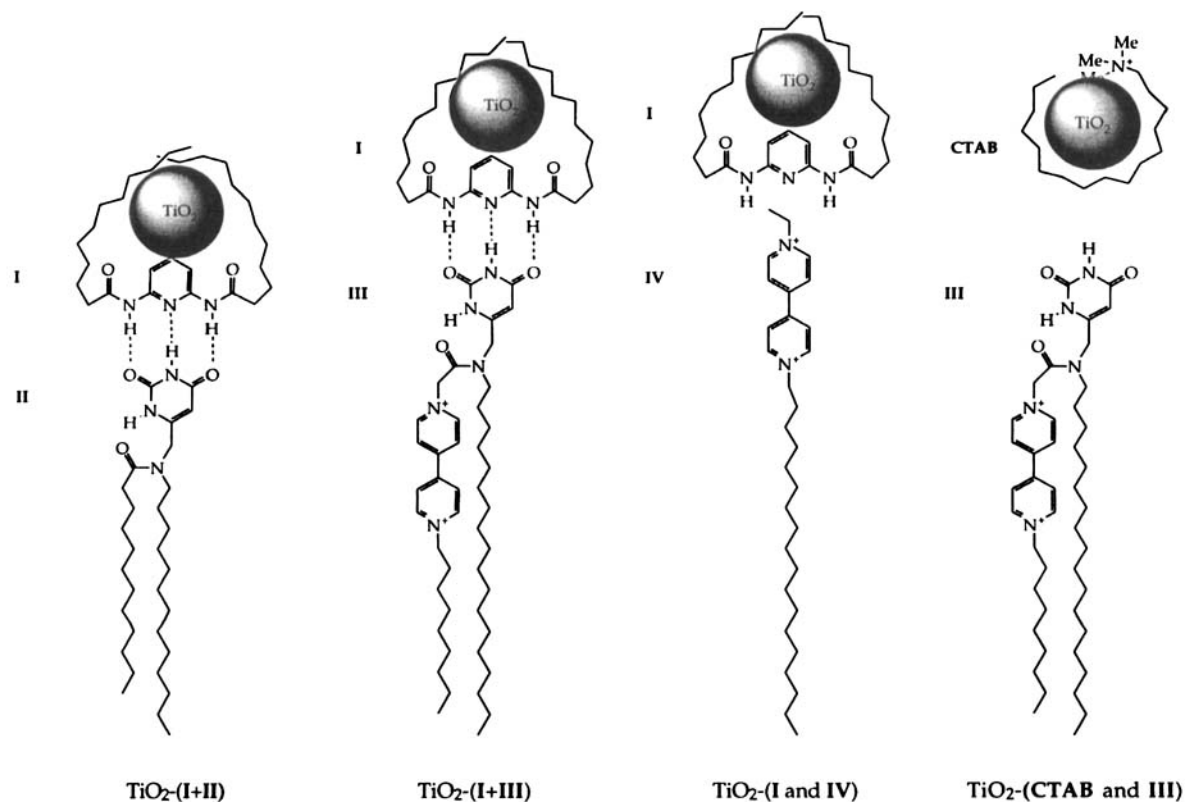 TiO₂
I
O O
N N N
H H
H
N
O O
II
H N
O
N
TiO₂-(I+II)
TiO₂
I
O O
N N N
H H
H
O N O
III
H N
O
N
N⁺
N⁺
TiO₂-(I+III)
TiO₂
I
O O
N N N
H H
N⁺
IV
N⁺
TiO₂-(I and IV)
Me
Me N⁺
TiO₂
CTAB
H
O N O
III
H N
O
N
N⁺
N⁺
TiO₂-(CTAB and III)